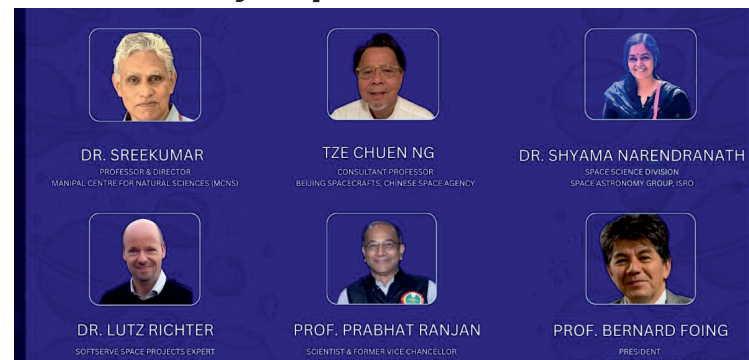 DR. SREEKUMAR
PROFESSOR & DIRECTOR
MANIPAL CENTRE FOR NATURAL SCIENCES (MCNS)
TZE CHUEN NG
CONSULTANT PROFESSOR
BEIJING SPACECRAFTS, CHINESE SPACE AGENCY
DR. SHYAMA NARENDRANATH
SPACE SCIENCE DIVISION
SPACE ASTRONOMY GROUP, ISRO
DR. LUTZ RICHTER
SOFTSERVE SPACE PROJECTS EXPERT
PROF. PRABHAT RANJAN
SCIENTIST & FORMER VICE CHANCELLOR
PROF. BERNARD FOING
PRESIDENT